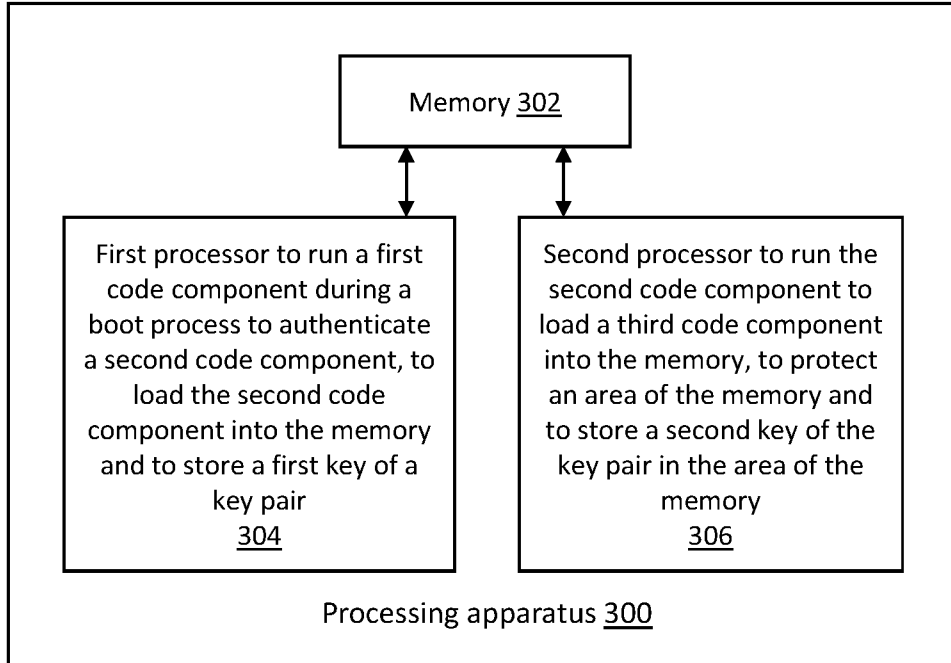 Memory 302
First processor to run a first
code component during a
boot process to authenticate
a second code component, to
load the second code
component into the memory
and to store a first key of a
key pair
304
Second processor to run the
second code component to
load a third code component
into the memory, to protect
an area of the memory and
to store a second key of the
key pair in the area of the
memory
306
Processing apparatus 300